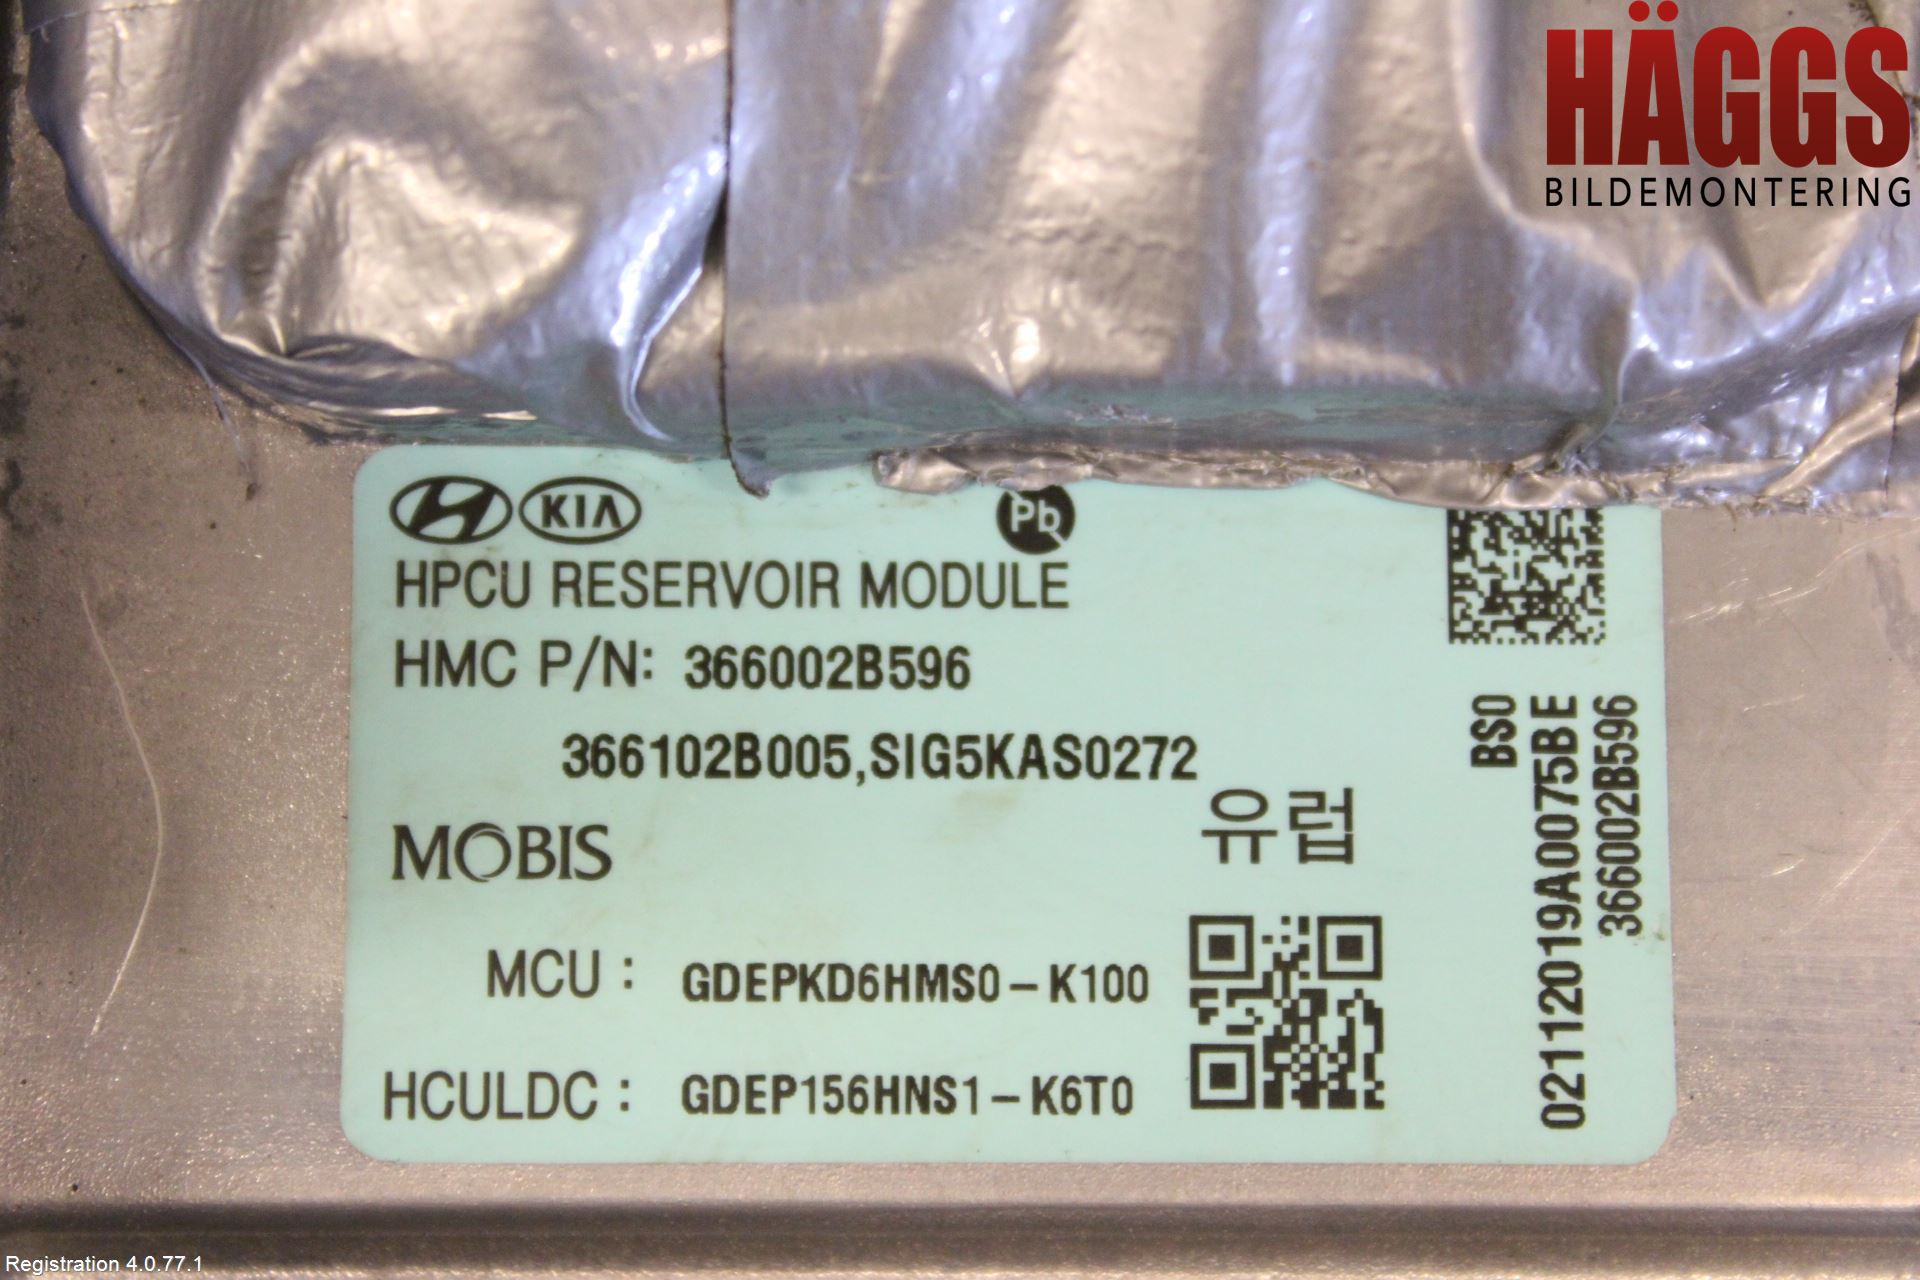 HÄGGS
BILDEMONTERING
KIA
Pb
HPCU RESERVOIR MODULE
HMC P/N: 366002B596
366102B005,SIG5KAS0272
MOBIS
유럽
MCU : GDEPKD6HMS0-K100
HCULDC : GDEP156HNS1-K6T0
BS0
021120191A0075BE
366002B596
Registration 4.0.77.1